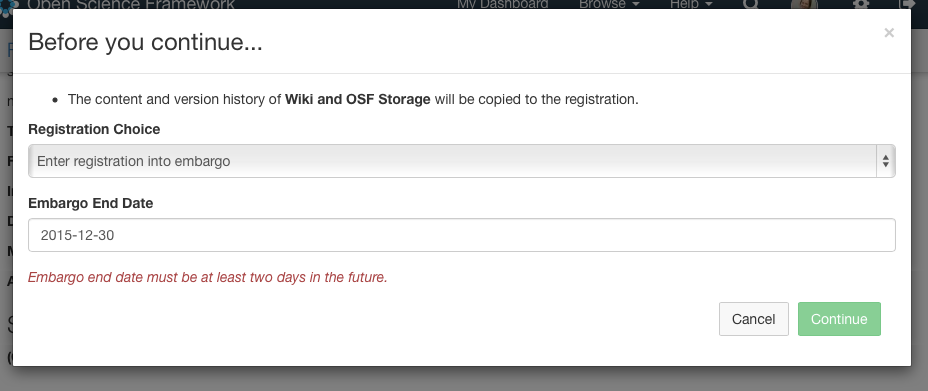 Open Science Framework
My Dashboard
Browse
Help
Before you continue...
×
• The content and version history of Wiki and OSF Storage will be copied to the registration.
Registration Choice
Enter registration into embargo
Embargo End Date
2015-12-30
Embargo end date must be at least two days in the future.
Cancel
Continue